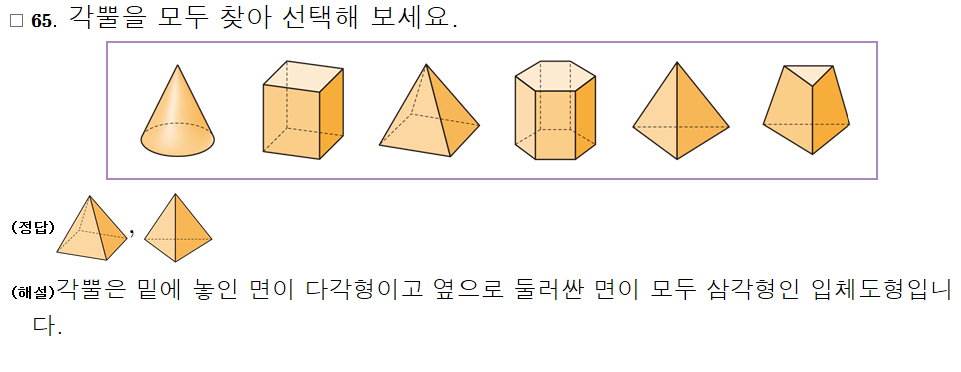 □ 65. 각뿔을 모두 찾아 선택해 보세요.
(정답) ,
(해설)각뿔은 밑에 놓인 면이 다각형이고 옆으로 둘러싼 면이 모두 삼각형인 입체도형입니
다.